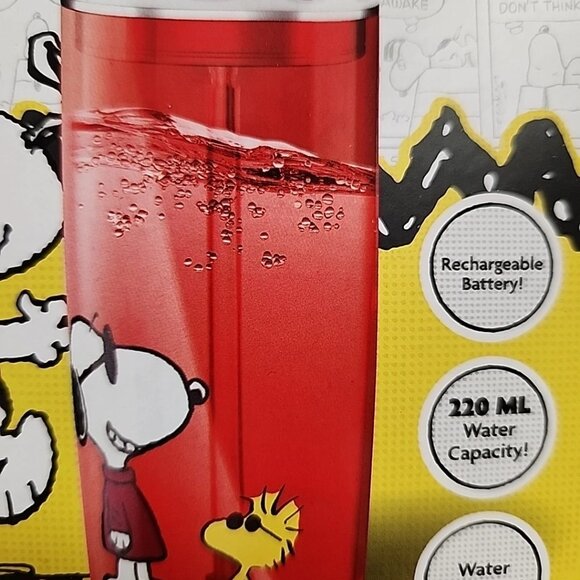 AWAKE
DON'T THINK
Rechargeable
Battery!
220 ML
Water
Capacity!
Water